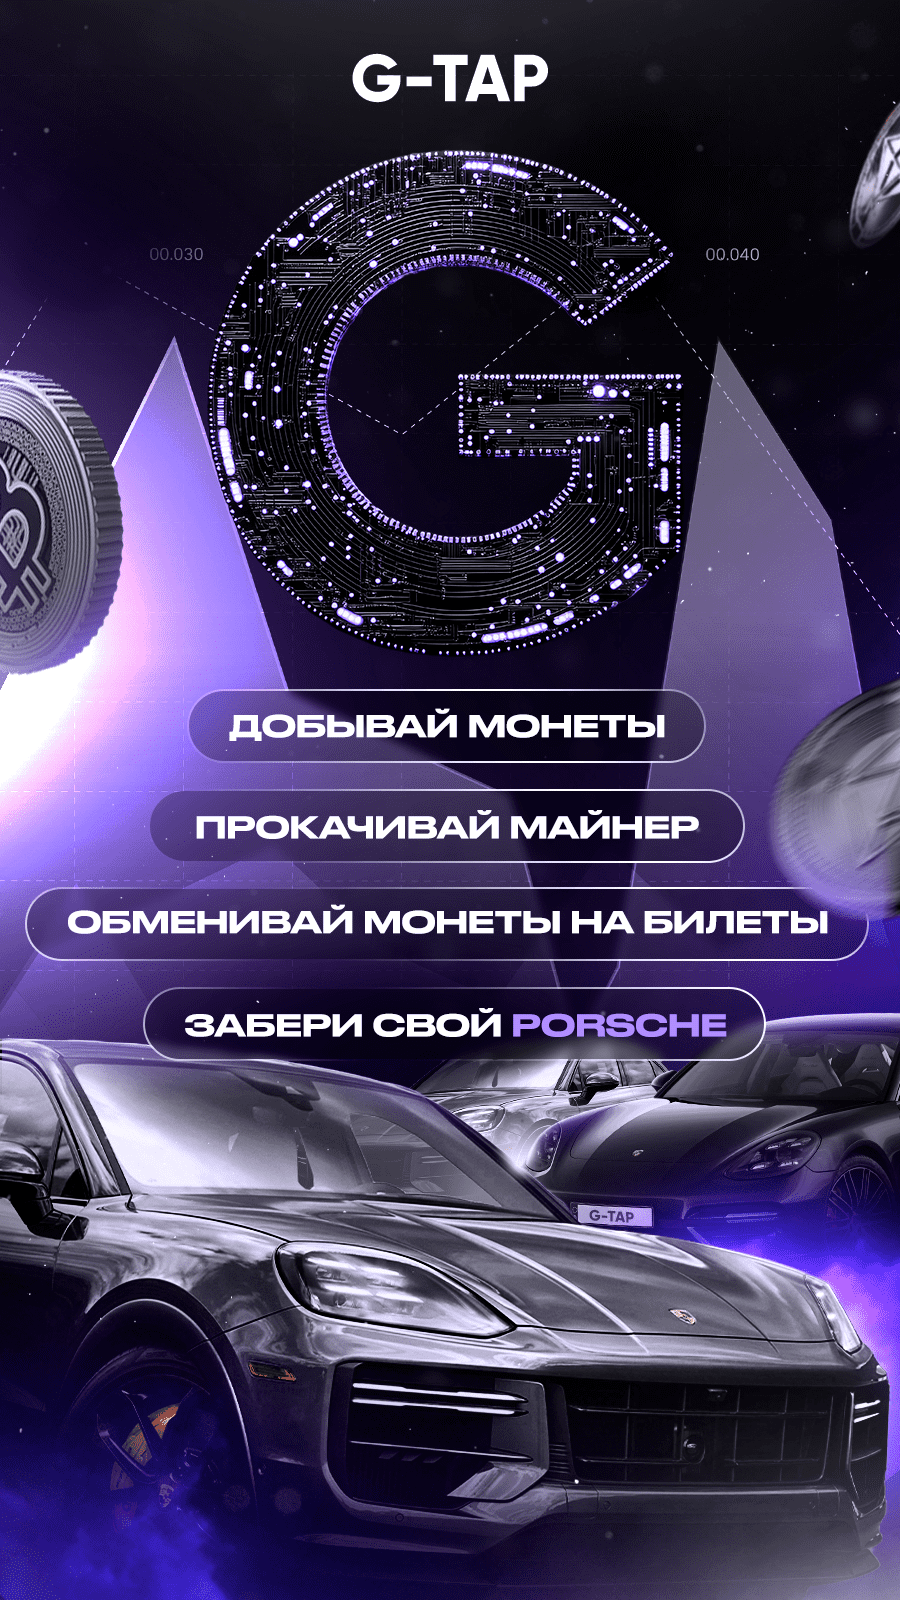 G-TAP
00.030
00.040
ДОБЫВАЙ МОНЕТЫ
ПРОКАЧИВАЙ МАЙНЕР
ОБМЕНИВАЙ МОНЕТЫ НА БИЛЕТЫ
ЗАБЕРИ СВОЙ PORSCHE
G-TAP